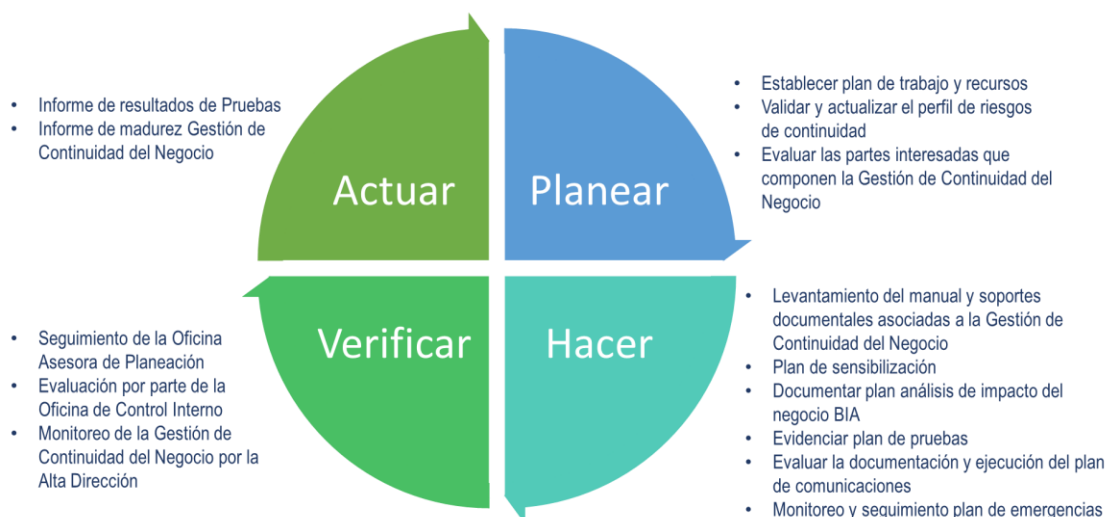 • Informe de resultados de Pruebas
• Informe de madurez Gestión de
Continuidad del Negocio
Actuar
Planear
• Establecer plan de trabajo y recursos
• Validar y actualizar el perfil de riesgos
de continuidad
• Evaluar las partes interesadas que
componen la Gestión de Continuidad del
Negocio
• Seguimiento de la Oficina
Asesora de Planeación
• Evaluación por parte de la
Oficina de Control Interno
• Monitoreo de la Gestión de
Continuidad del Negocio por la
Alta Dirección
Verificar
Hacer
• Levantamiento del manual y soportes
documentales asociadas a la Gestión de
Continuidad del Negocio
• Plan de sensibilización
• Documentar plan análisis de impacto del
negocio BIA
• Evidenciar plan de pruebas
• Evaluar la documentación y ejecución del plan
de comunicaciones
• Monitoreo y seguimiento plan de emergencias